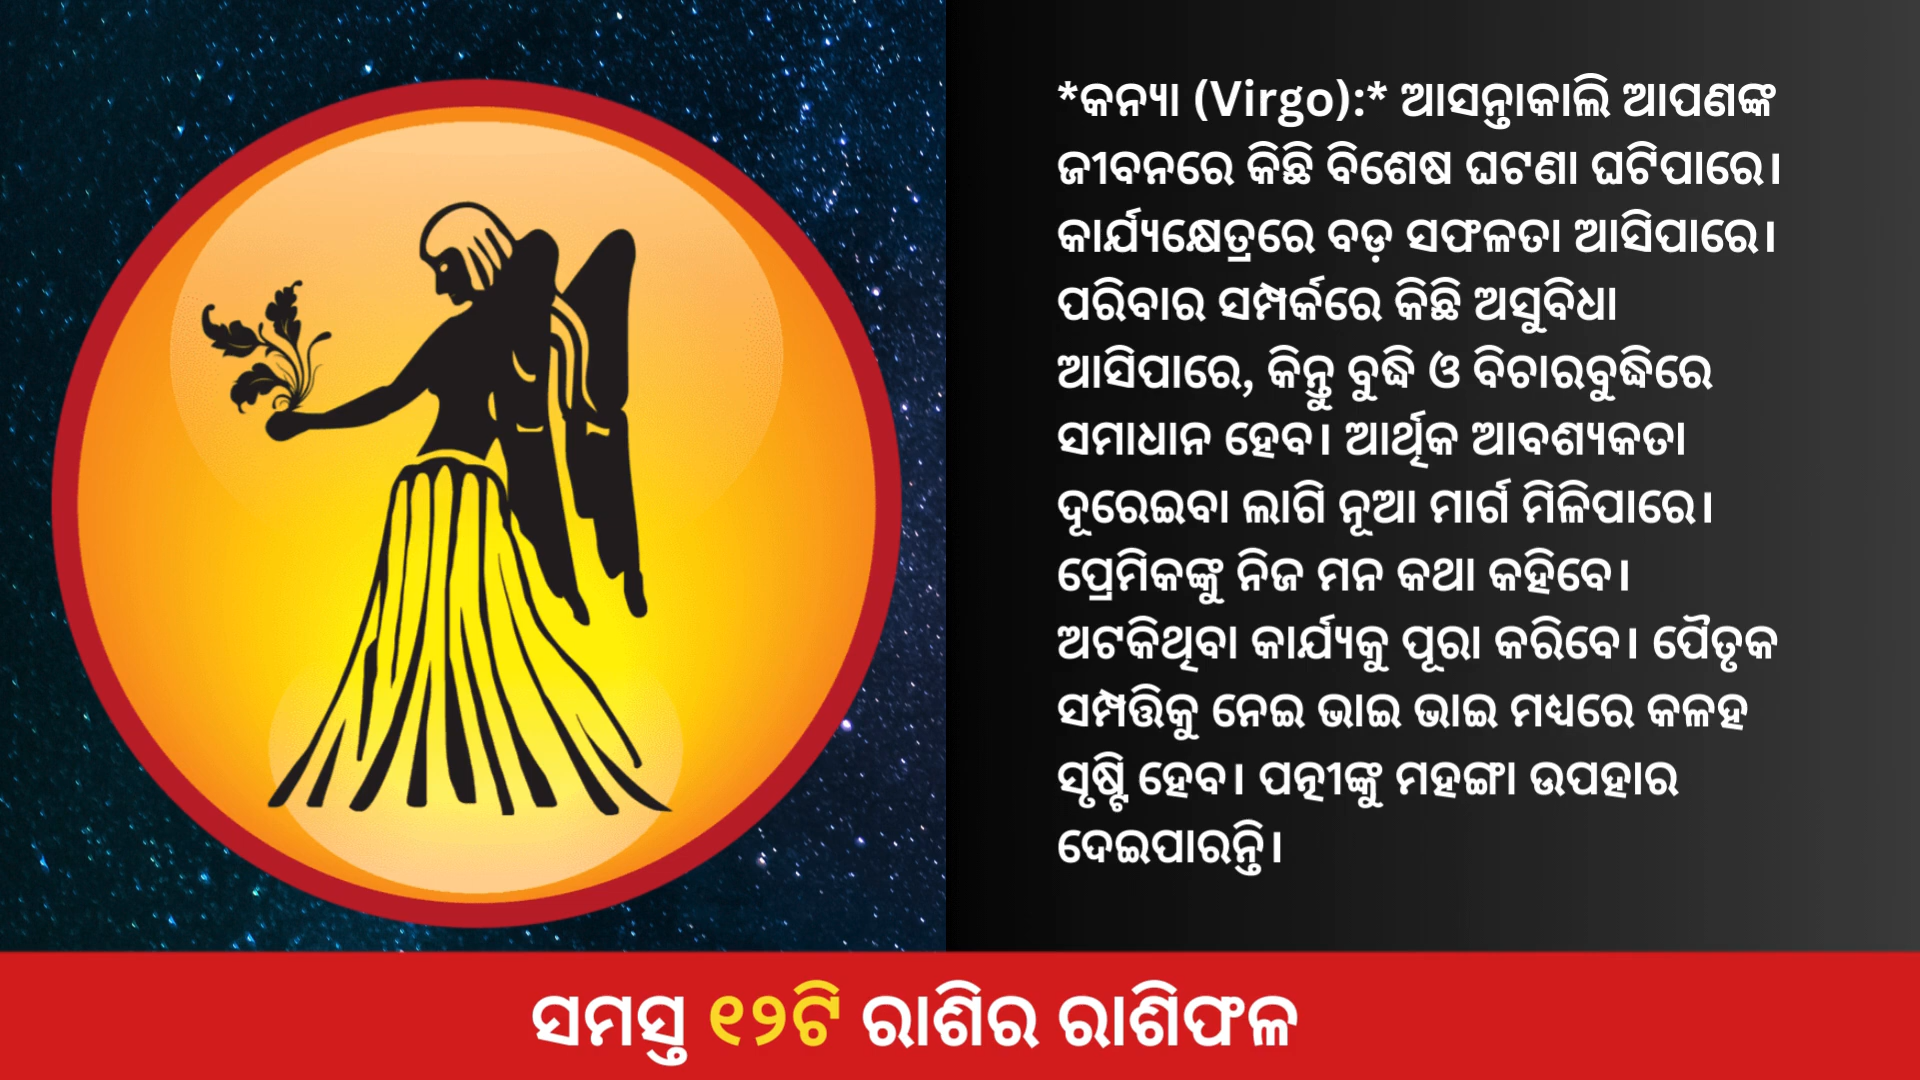 *କନ୍ୟା (Virgo):* ଆସନ୍ତାକାଲି ଆପଣଙ୍କ
ଜୀବନରେ କିଛି ବିଶେଷ ଘଟଣା ଘଟିପାରେ।
କାର୍ଯ୍ୟକ୍ଷେତ୍ରରେ ବଡ଼ ସଫଳତା ଆସିପାରେ।
ପରିବାର ସମ୍ପର୍କରେ କିଛି ଅସୁବିଧା
ଆସିପାରେ, କିନ୍ତୁ ବୁଦ୍ଧି ଓ ବିଚାରବୁଦ୍ଧିରେ
ସମାଧାନ ହେବ। ଆର୍ଥିକ ଆବଶ୍ୟକତା
ଦୂରେଇବା ଲାଗି ନୂଆ ମାର୍ଗ ମିଳିପାରେ।
ପ୍ରେମିକଙ୍କୁ ନିଜ ମନ କଥା କହିବେ।
ଅଟକିଥିବା କାର୍ଯ୍ୟକୁ ପୂରା କରିବେ। ପୈତୃକ
ସମ୍ପତ୍ତିକୁ ନେଇ ଭାଇ ଭାଇ ମଧ୍ୟରେ କଳହ
ସୃଷ୍ଟି ହେବ। ପତ୍ନୀଙ୍କୁ ମହଙ୍ଗା ଉପହାର
ଦେଇପାରନ୍ତି।
ସମସ୍ତ ୧୨ଟି ରାଶିର ରାଶିଫଳ